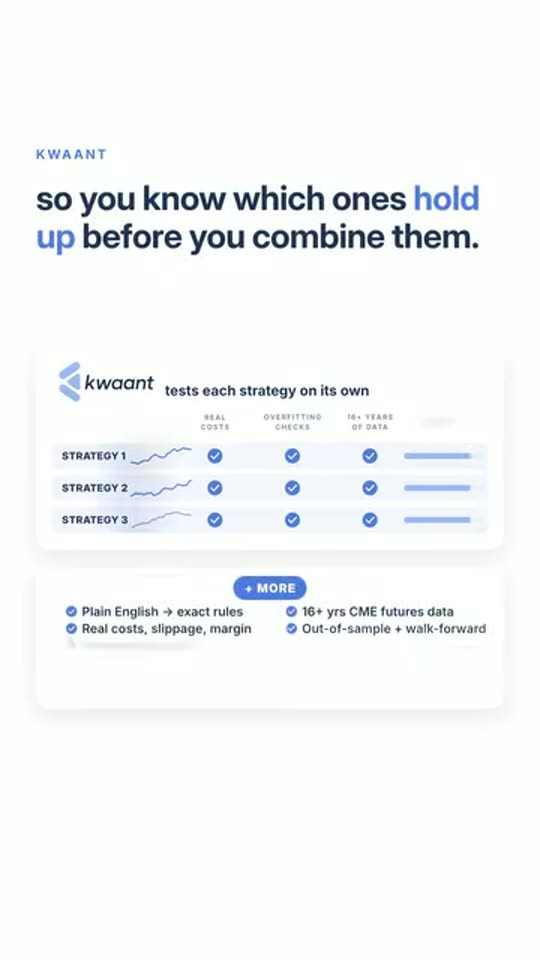 KWAANT
so you know which ones hold
up before you combine them.
kwaant tests each strategy on its own
REAL COSTS
OVERFITTING CHECKS
16+ YEARS OF DATA
STRATEGY 1
STRATEGY 2
STRATEGY 3
+ MORE
Plain English → exact rules
16+ yrs CME futures data
Real costs, slippage, margin
Out-of-sample + walk-forward